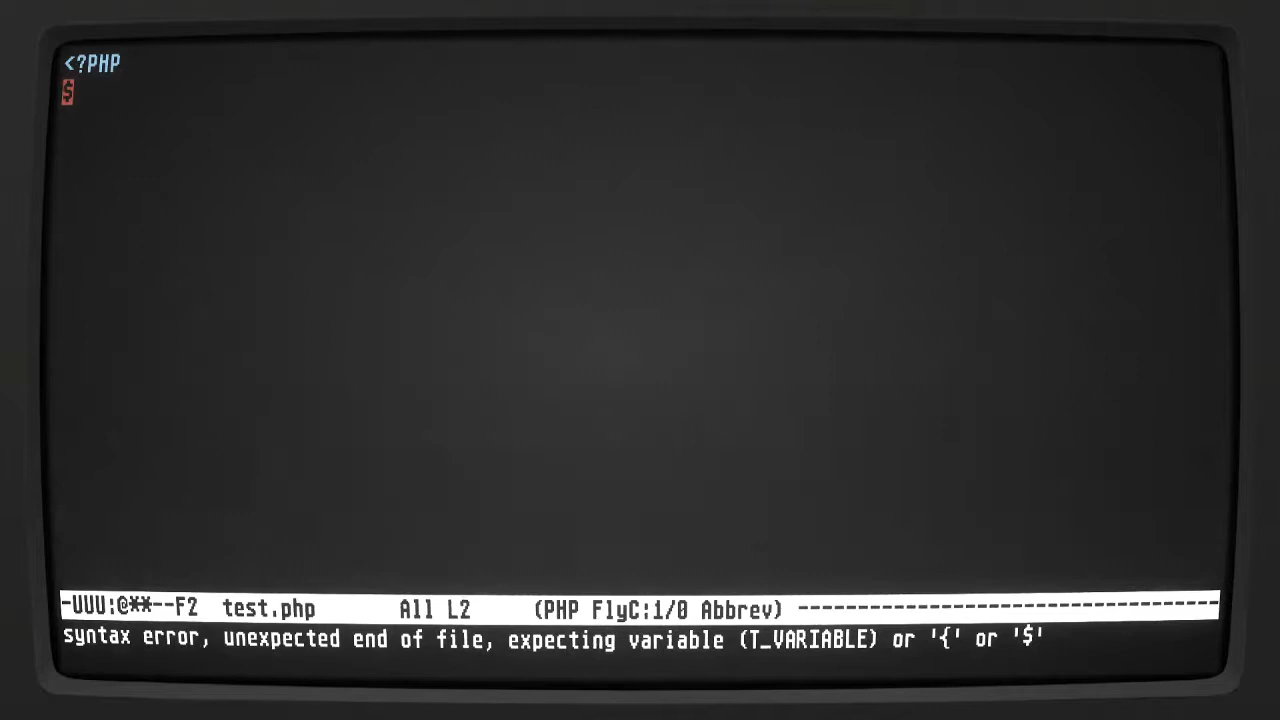 <?PHP
$
-UUU:@**--F2  test.php       All L2     (PHP FlyC:1/0 Abbrev) ------------------------------------
syntax error, unexpected end of file, expecting variable (T_VARIABLE) or '{' or '$'